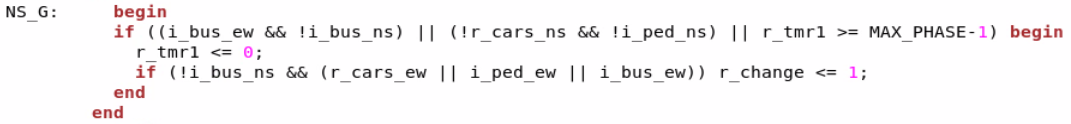 NS_G: begin
if ((i_bus_ew && !i_bus_ns) || (!r_cars_ns && !i_ped_ns) || r_tmr1 >= MAX_PHASE-1) begin
r_tmr1 <= 0;
if (!i_bus_ns && (r_cars_ew || i_ped_ew || i_bus_ew)) r_change <= 1;
end
end